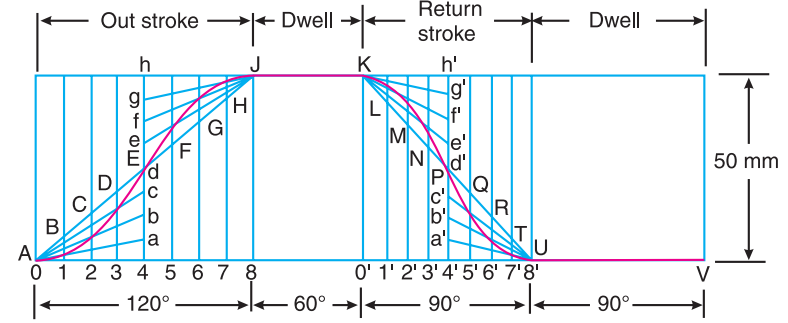 Out stroke
Dwell
Return
stroke
Dwell
h
J
K
h'
g
f
e
E
d
c
b
a
H
G
F
D
C
B
A
L
M
N
P
g'
f'
e'
d'
c'
b'
a'
Q
R
T
U
50 mm
0 1 2 3 4 5 6 7 8 0' 1' 2' 3' 4' 5' 6' 7' 8' V
120° 60° 90° 90°